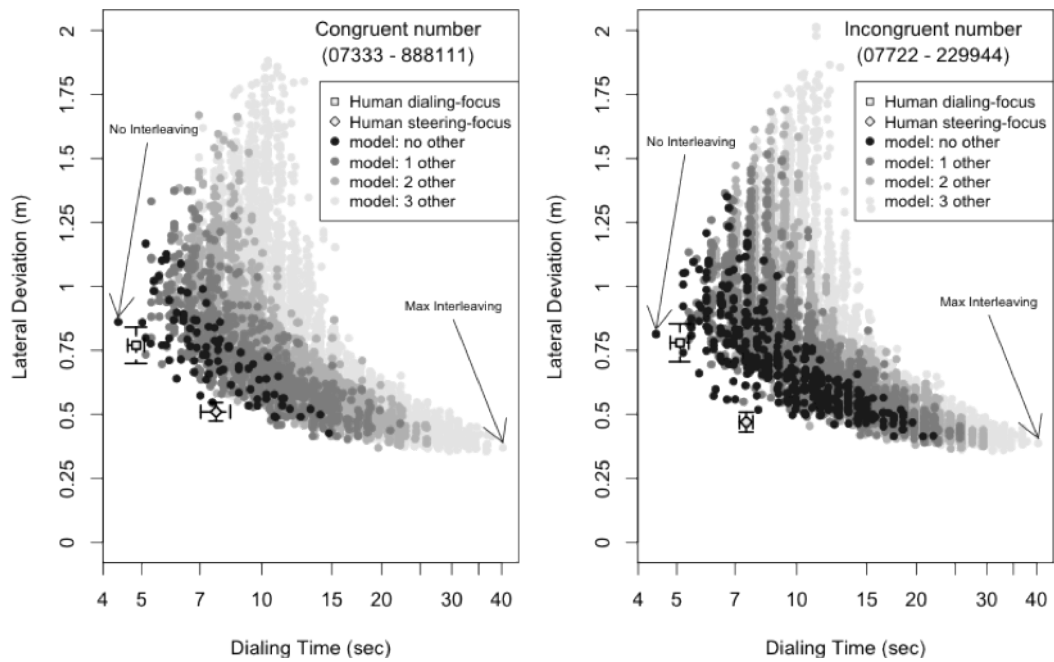 Congruent number
(07333 - 888111)
Human dialing-focus
Human steering-focus
model: no other
model: 1 other
model: 2 other
model: 3 other
No Interleaving
Max Interleaving
Lateral Deviation (m)
2
1.75
1.5
1.25
1
0.75
0.5
0.25
0
4 5 7 10 15 20 30 40
Dialing Time (sec)
Incongruent number
(07722 - 229944)
Human dialing-focus
Human steering-focus
model: no other
model: 1 other
model: 2 other
model: 3 other
No Interleaving
Max Interleaving
Lateral Deviation (m)
2
1.75
1.5
1.25
1
0.75
0.5
0.25
0
4 5 7 10 15 20 30 40
Dialing Time (sec)